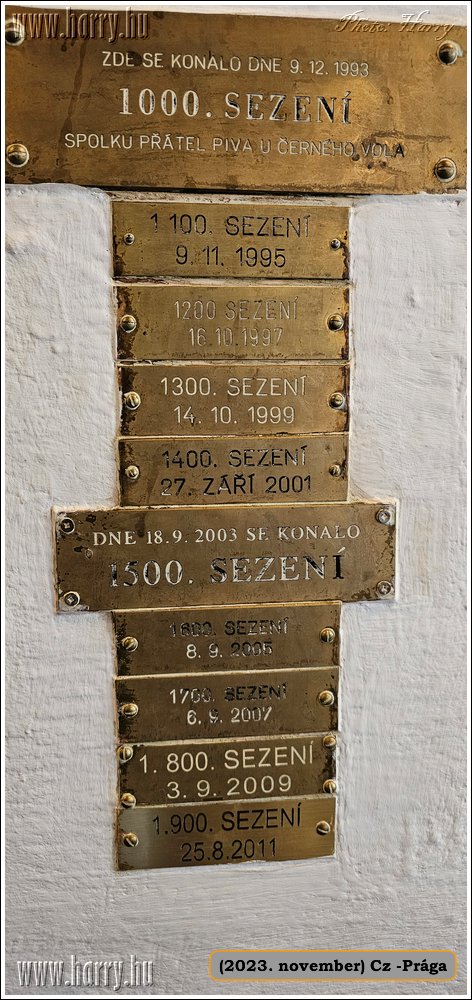 www.harry.hu
Photo: Harry
ZDE SE KONALO DNE 9. 12. 1993
1000. SEZENÍ
SPOLKU PŘÁTEL PIVA U ČERNÉHO VOLA
1 100. SEZENÍ
9. 11. 1995
1200 SEZENÍ
16.10.1997
1300. SEZENÍ
14. 10. 1999
1400. SEZENÍ
27. ZÁŘÍ 2001
DNE 18.9. 2003 SE KONALO
1500. SEZENÍ
1600. SEZENÍ
8. 9. 2005
1700. SEZENÍ
6. 9. 2007
1. 800. SEZENÍ
3. 9. 2009
1.900. SEZENÍ
25.8.2011
www.harry.hu
(2023. november) Cz -Prága